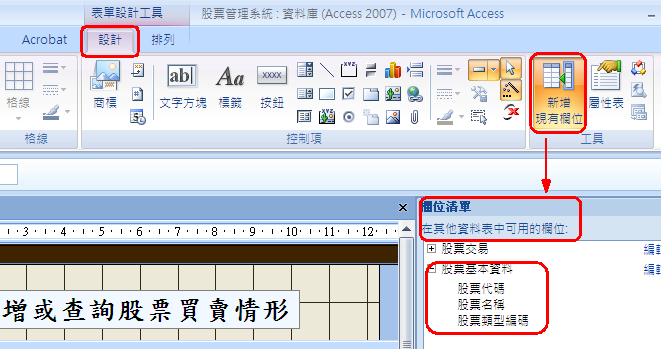 表單設計工具 股票管理系統 : 資料庫 (Access 2007) - Microsoft Access
Acrobat 設計 排列
格線 商標 ab| 文字方塊 Aa 標籤 xxxx 按鈕 新增 現有欄位 屬性表
格線 控制項 工具
欄位清單
在其他資料表中可用的欄位:
· 3 · 4 · 5 · 6 · 7 · 8 · 9 · 10 · 11 · 12 ·
股票交易 編輯
股票基本資料 編輯
股票代碼
股票名稱
股票類型編碼
增或查詢股票買賣情形